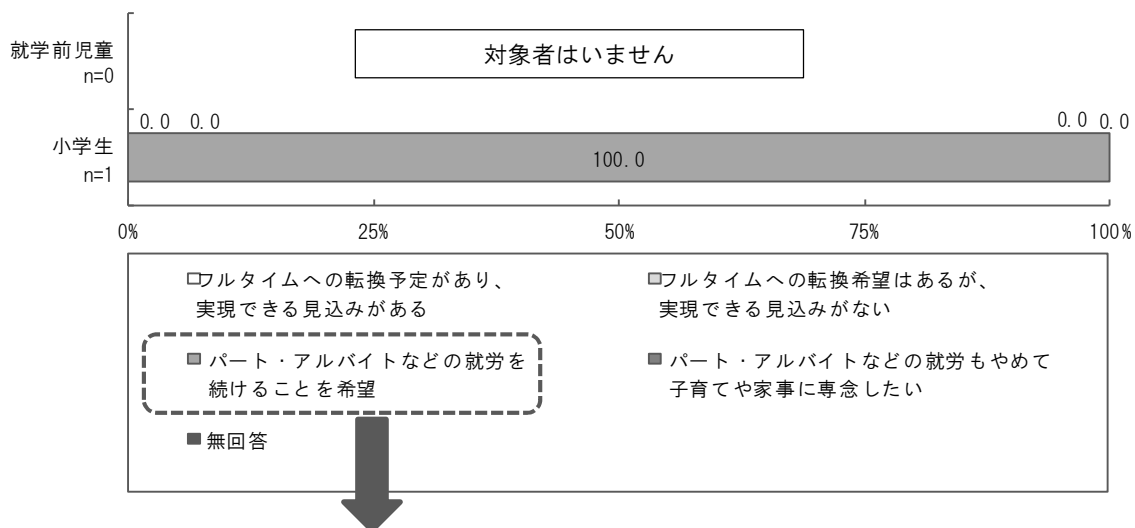 就学前児童
n=0
対象者はいません
0.0 0.0 0.0 0.0
小学生
n=1
100.0
0% 25% 50% 75% 100%
フルタイムへの転換予定があり、
実現できる見込みがある
フルタイムへの転換希望はあるが、
実現できる見込みがない
パート・アルバイトなどの就労を
続けることを希望
パート・アルバイトなどの就労もやめて
子育てや家事に専念したい
無回答